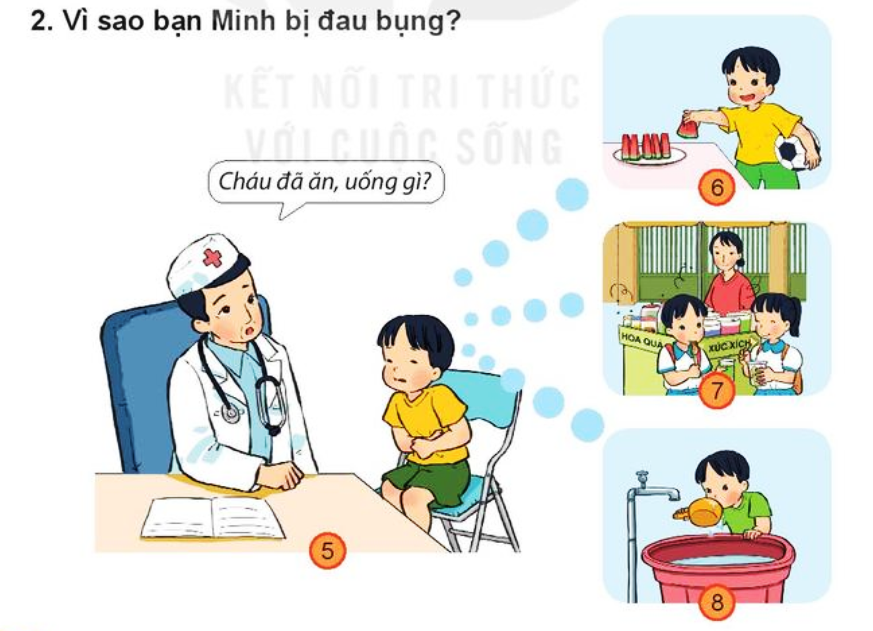 2. Vì sao bạn Minh bị đau bụng?
KẾT NỐI TRI THỨC
VỚI CUỘC SỐNG
Cháu đã ăn, uống gì?
5
6
HOA QUẢ
XÚC XÍCH
7
8